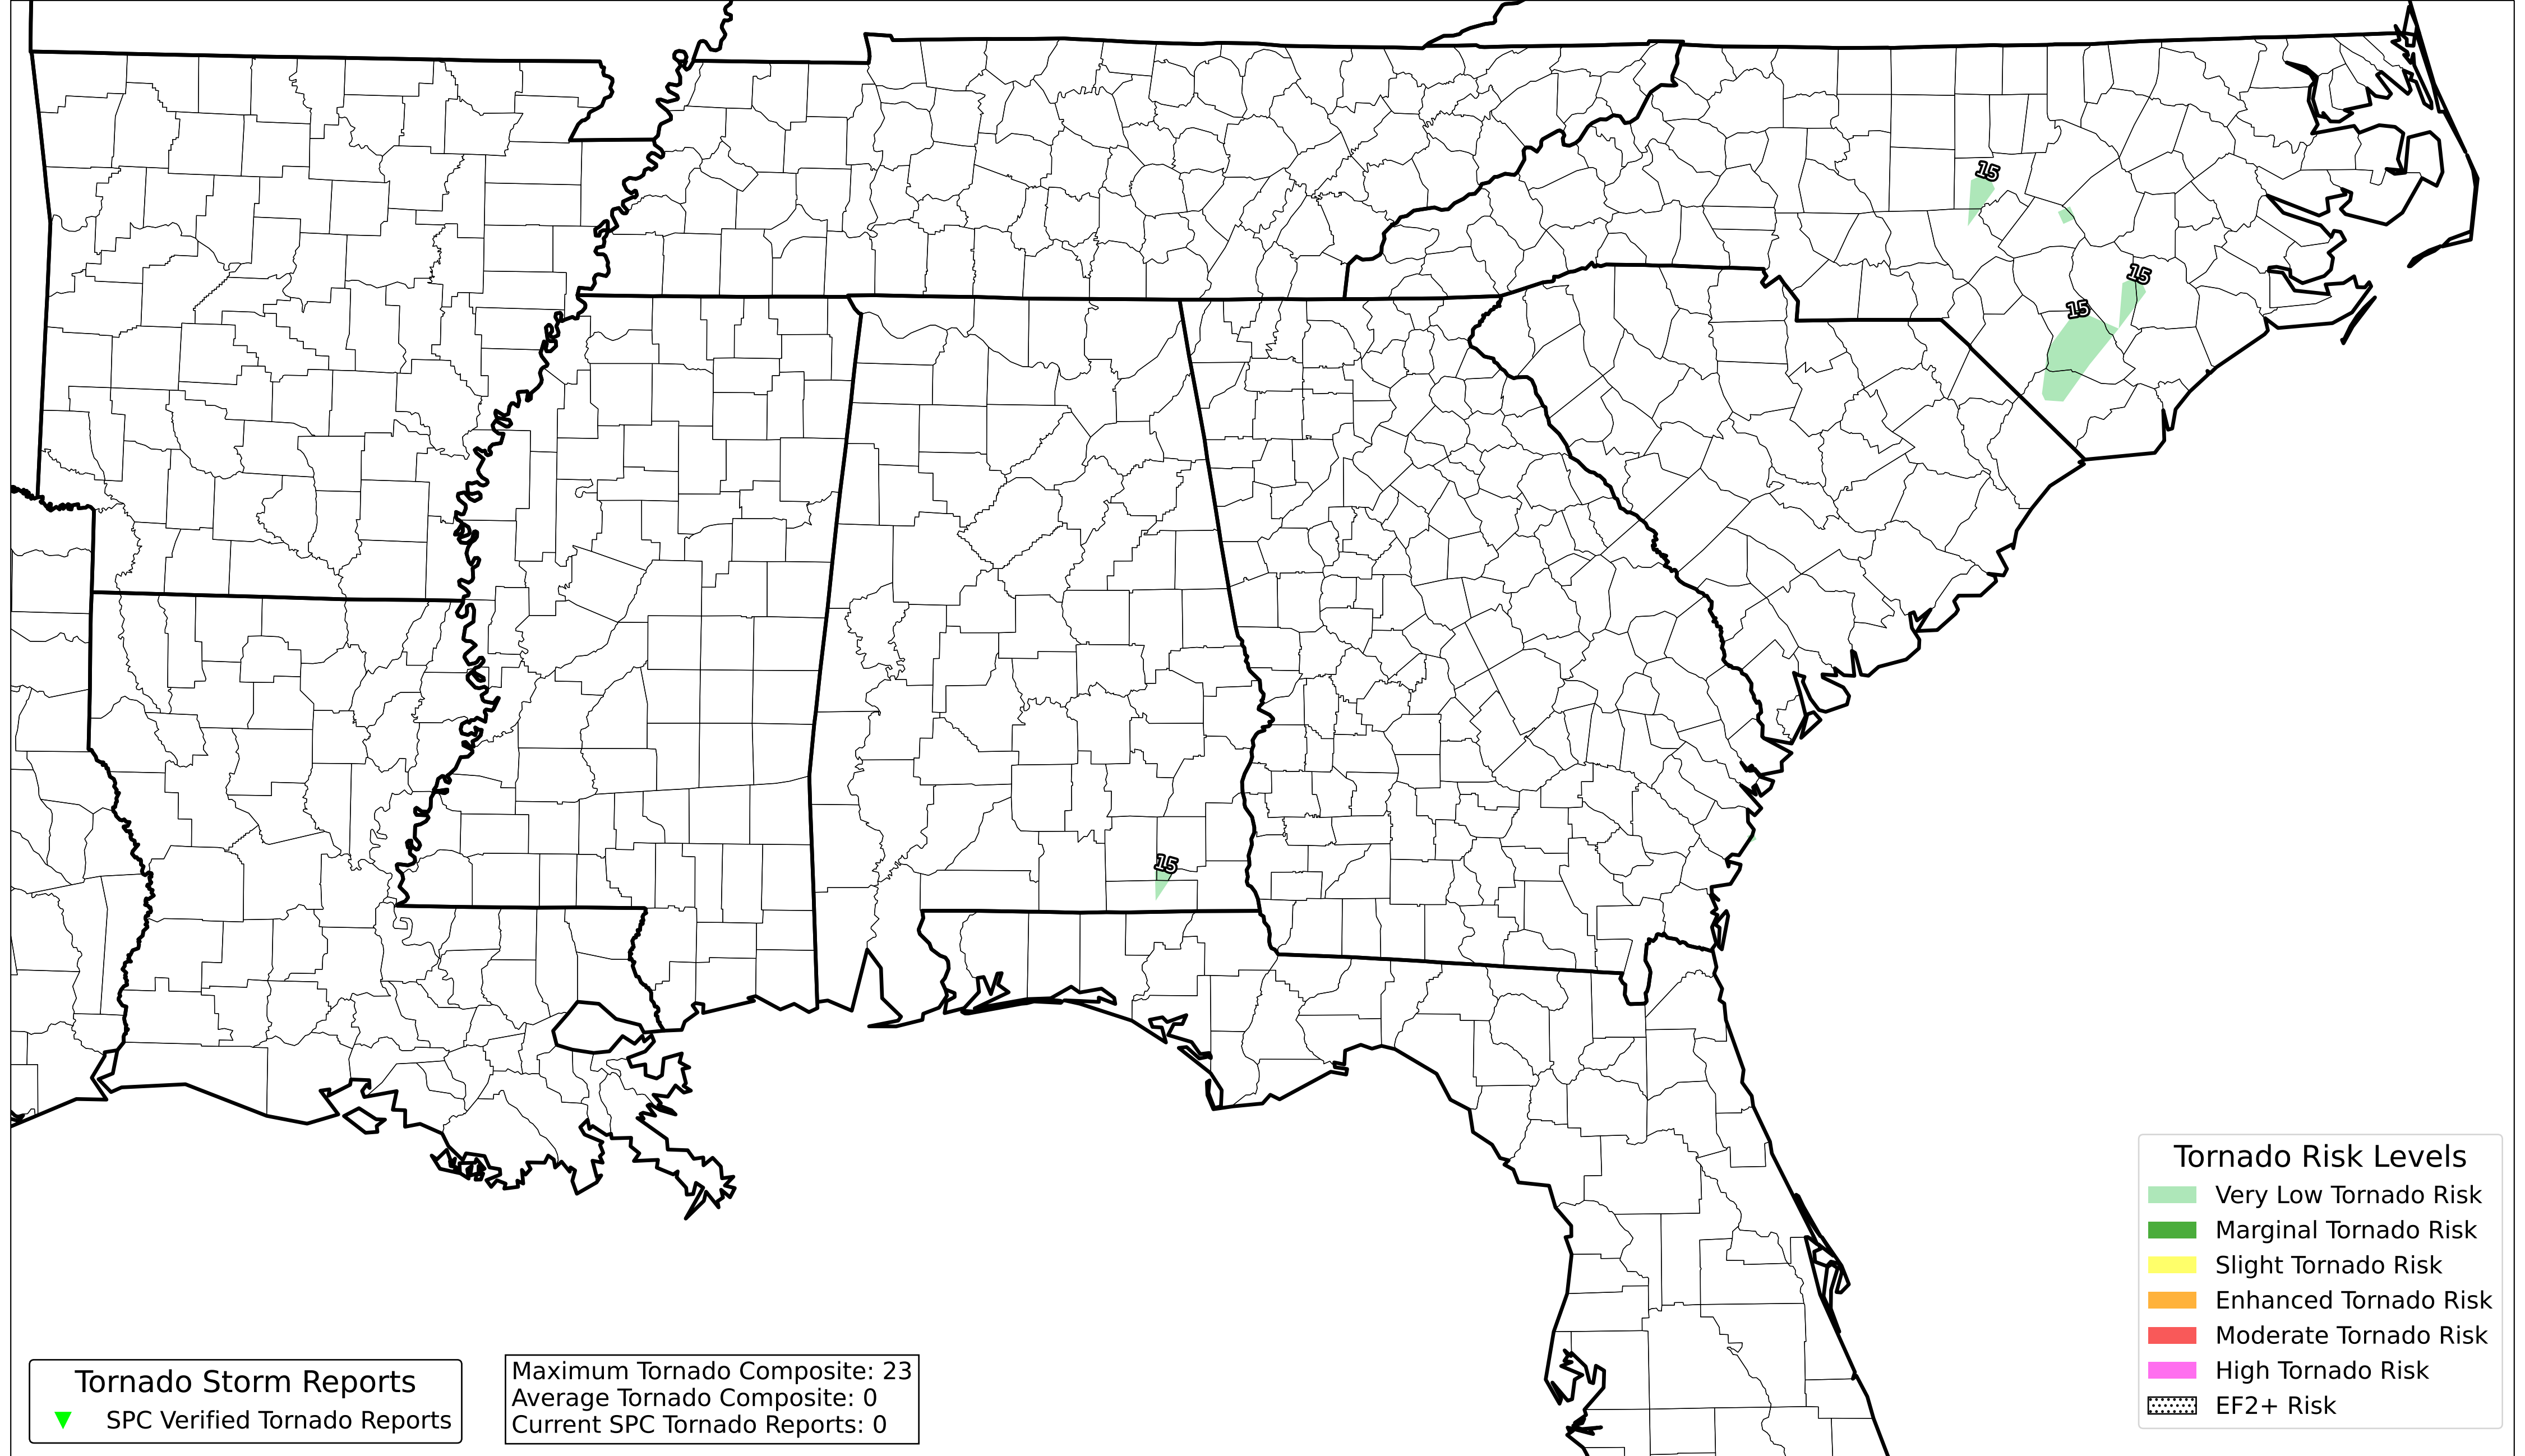 15
15
15
15
Tornado Risk Levels
Very Low Tornado Risk
Marginal Tornado Risk
Slight Tornado Risk
Enhanced Tornado Risk
Moderate Tornado Risk
High Tornado Risk
EF2+ Risk
Tornado Storm Reports
SPC Verified Tornado Reports
Maximum Tornado Composite: 23
Average Tornado Composite: 0
Current SPC Tornado Reports: 0